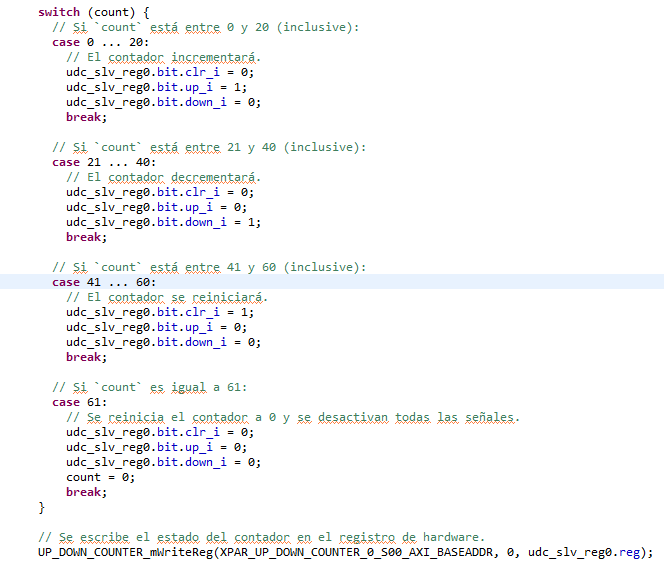 switch (count) {
// Si `count` está entre 0 y 20 (inclusive):
case 0 ... 20:
// El contador incrementará.
udc_slv_reg0.bit.clr_i = 0;
udc_slv_reg0.bit.up_i = 1;
udc_slv_reg0.bit.down_i = 0;
break;
// Si `count` está entre 21 y 40 (inclusive):
case 21 ... 40:
// El contador decrementará.
udc_slv_reg0.bit.clr_i = 0;
udc_slv_reg0.bit.up_i = 0;
udc_slv_reg0.bit.down_i = 1;
break;
// Si `count` está entre 41 y 60 (inclusive):
case 41 ... 60:
// El contador se reiniciará.
udc_slv_reg0.bit.clr_i = 1;
udc_slv_reg0.bit.up_i = 0;
udc_slv_reg0.bit.down_i = 0;
break;
// Si `count` es igual a 61:
case 61:
// Se reinicia el contador a 0 y se desactivan todas las señales.
udc_slv_reg0.bit.clr_i = 0;
udc_slv_reg0.bit.up_i = 0;
udc_slv_reg0.bit.down_i = 0;
count = 0;
break;
}
// Se escribe el estado del contador en el registro de hardware.
UP_DOWN_COUNTER_mWriteReg(XPAR_UP_DOWN_COUNTER_0_S00_AXI_BASEADDR, 0, udc_slv_reg0.reg);